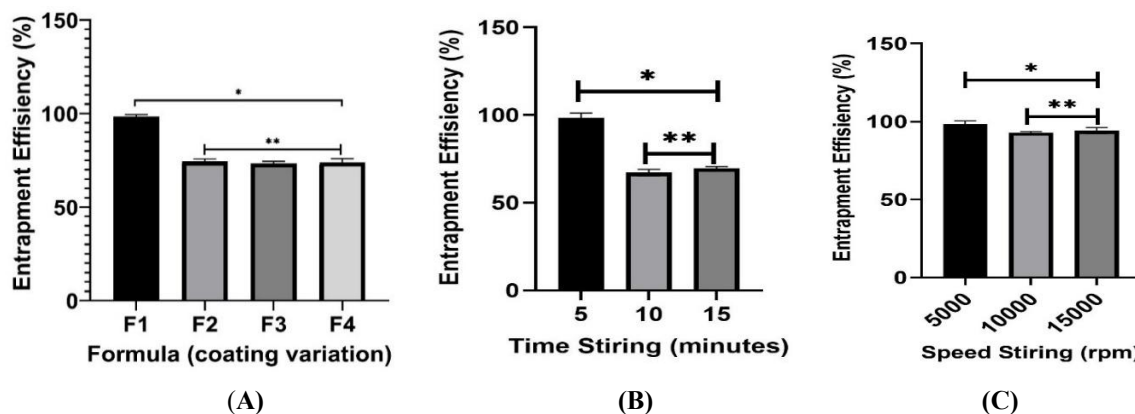 Entrapment Effisiency (%)
150
100
50
0
*
**
F1 F2 F3 F4
Formula (coating variation)
(A)
Entrapment Effisiency (%)
150
100
50
0
*
**
5 10 15
Time Stiring (minutes)
(B)
Entrapment Effisiency (%)
150
100
50
0
*
**
5000 10000 15000
Speed Stiring (rpm)
(C)